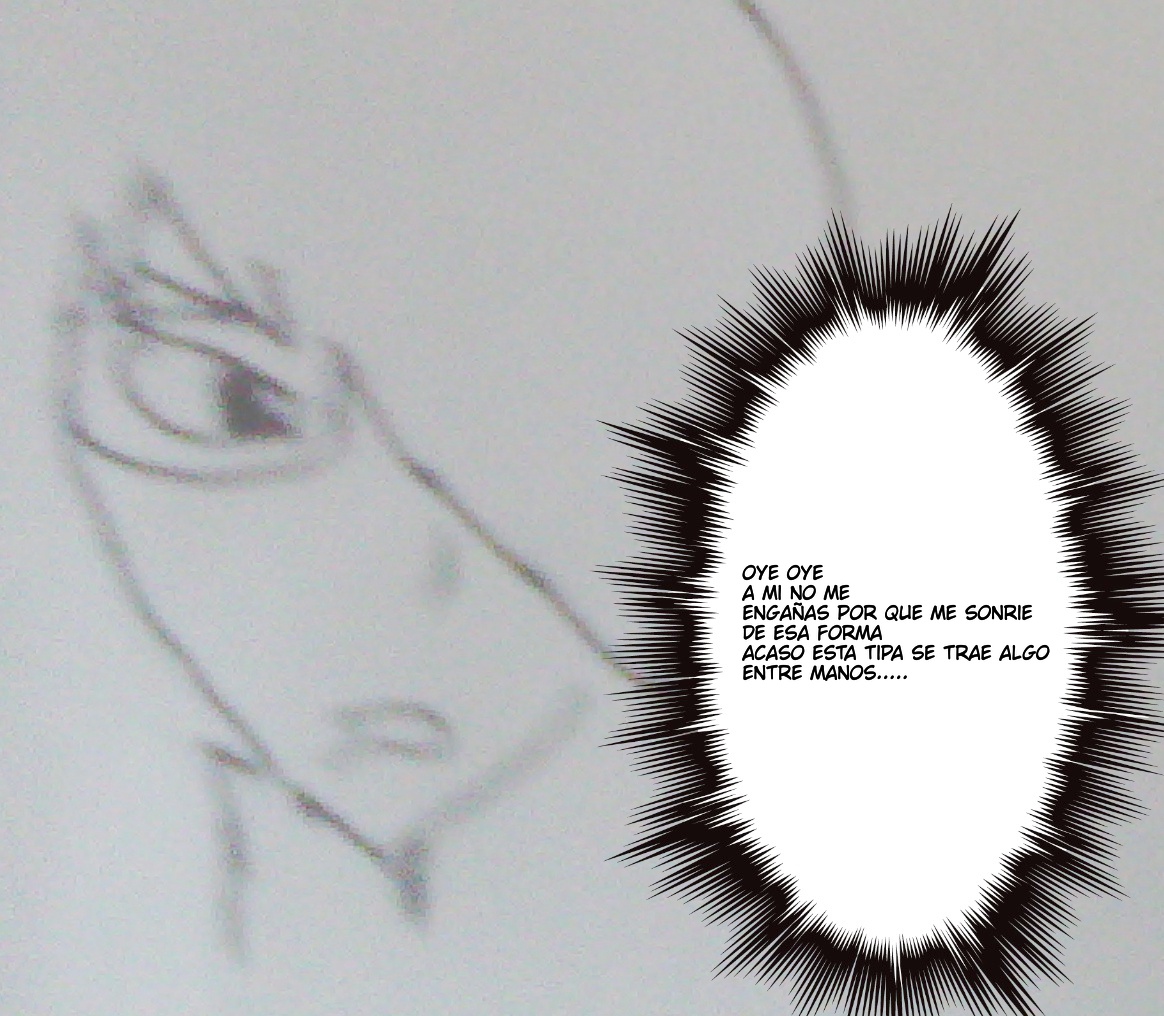 OYE OYE
A MI NO ME
ENGAÑAS POR QUE ME SONRIE
DE ESA FORMA
ACASO ESTA TIPA SE TRAE ALGO
ENTRE MANOS.....